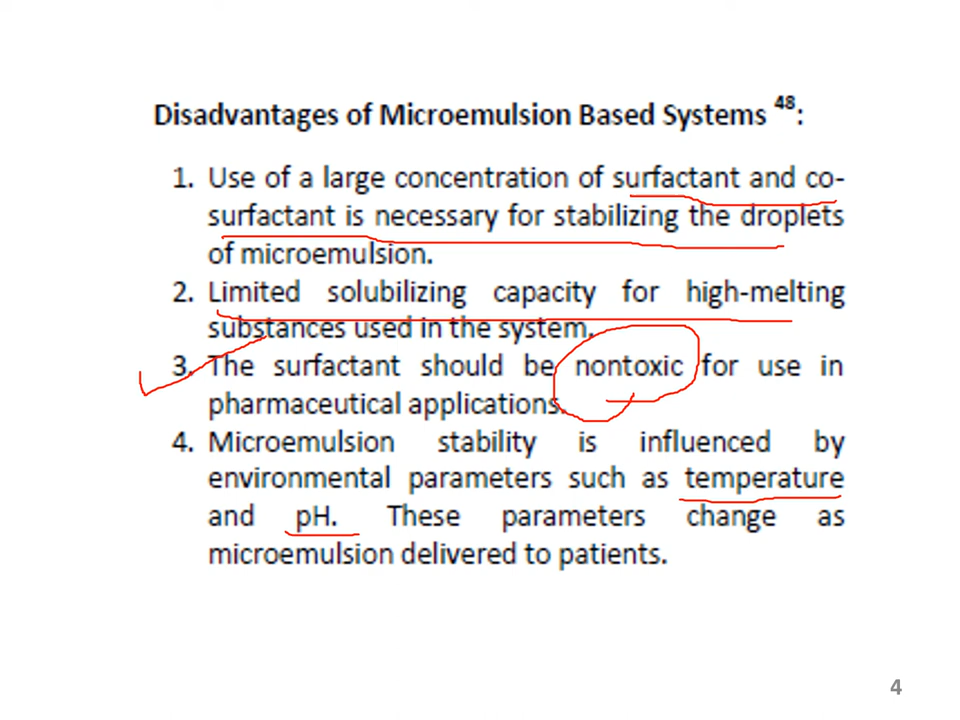 Disadvantages of Microemulsion Based Systems 48:
1. Use of a large concentration of surfactant and co-
surfactant is necessary for stabilizing the droplets
of microemulsion.
2. Limited solubilizing capacity for high-melting
substances used in the system.
3. The surfactant should be nontoxic for use in
pharmaceutical applications.
4. Microemulsion stability is influenced by
environmental parameters such as temperature
and pH. These parameters change as
microemulsion delivered to patients.
4